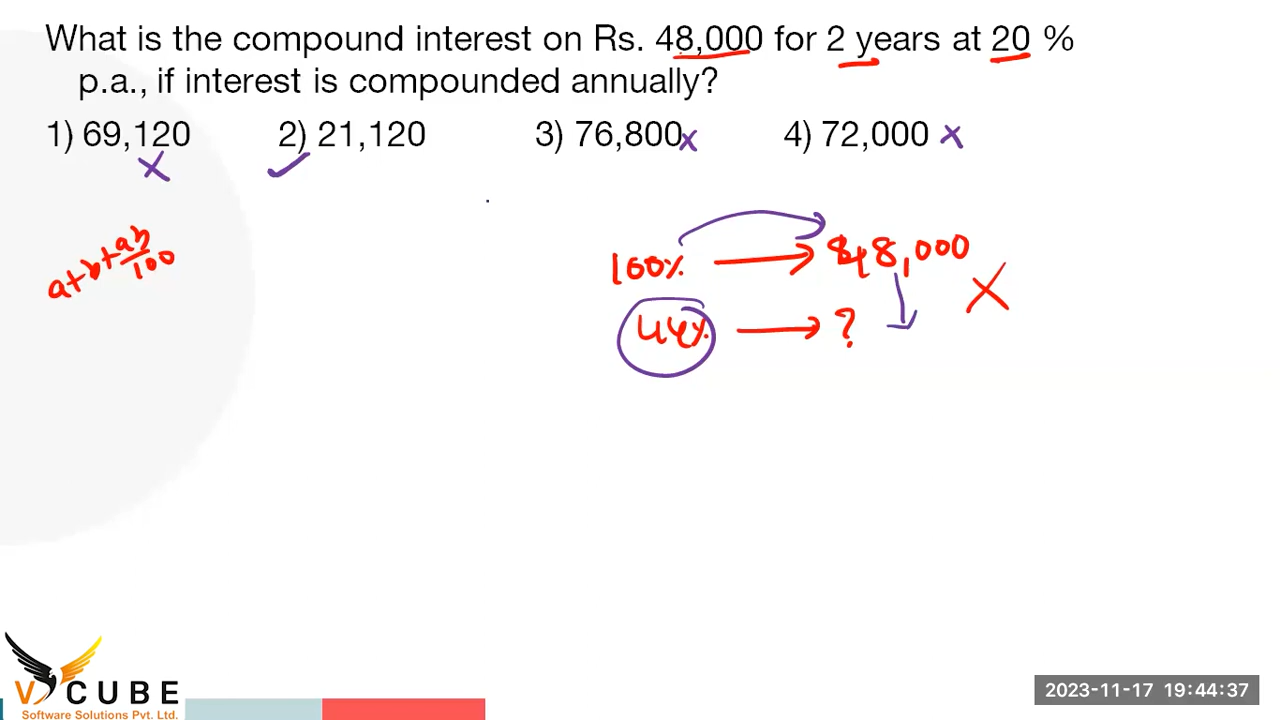 What is the compound interest on Rs. 48,000 for 2 years at 20 %
p.a., if interest is compounded annually?
1) 69,120 2) 21,120 3) 76,800x 4) 72,000 x
x
a+b+ab/100
100% → 48,000
44% → ?
x
V CUBE
Software Solutions Pvt. Ltd.
2023-11-17 19:44:37